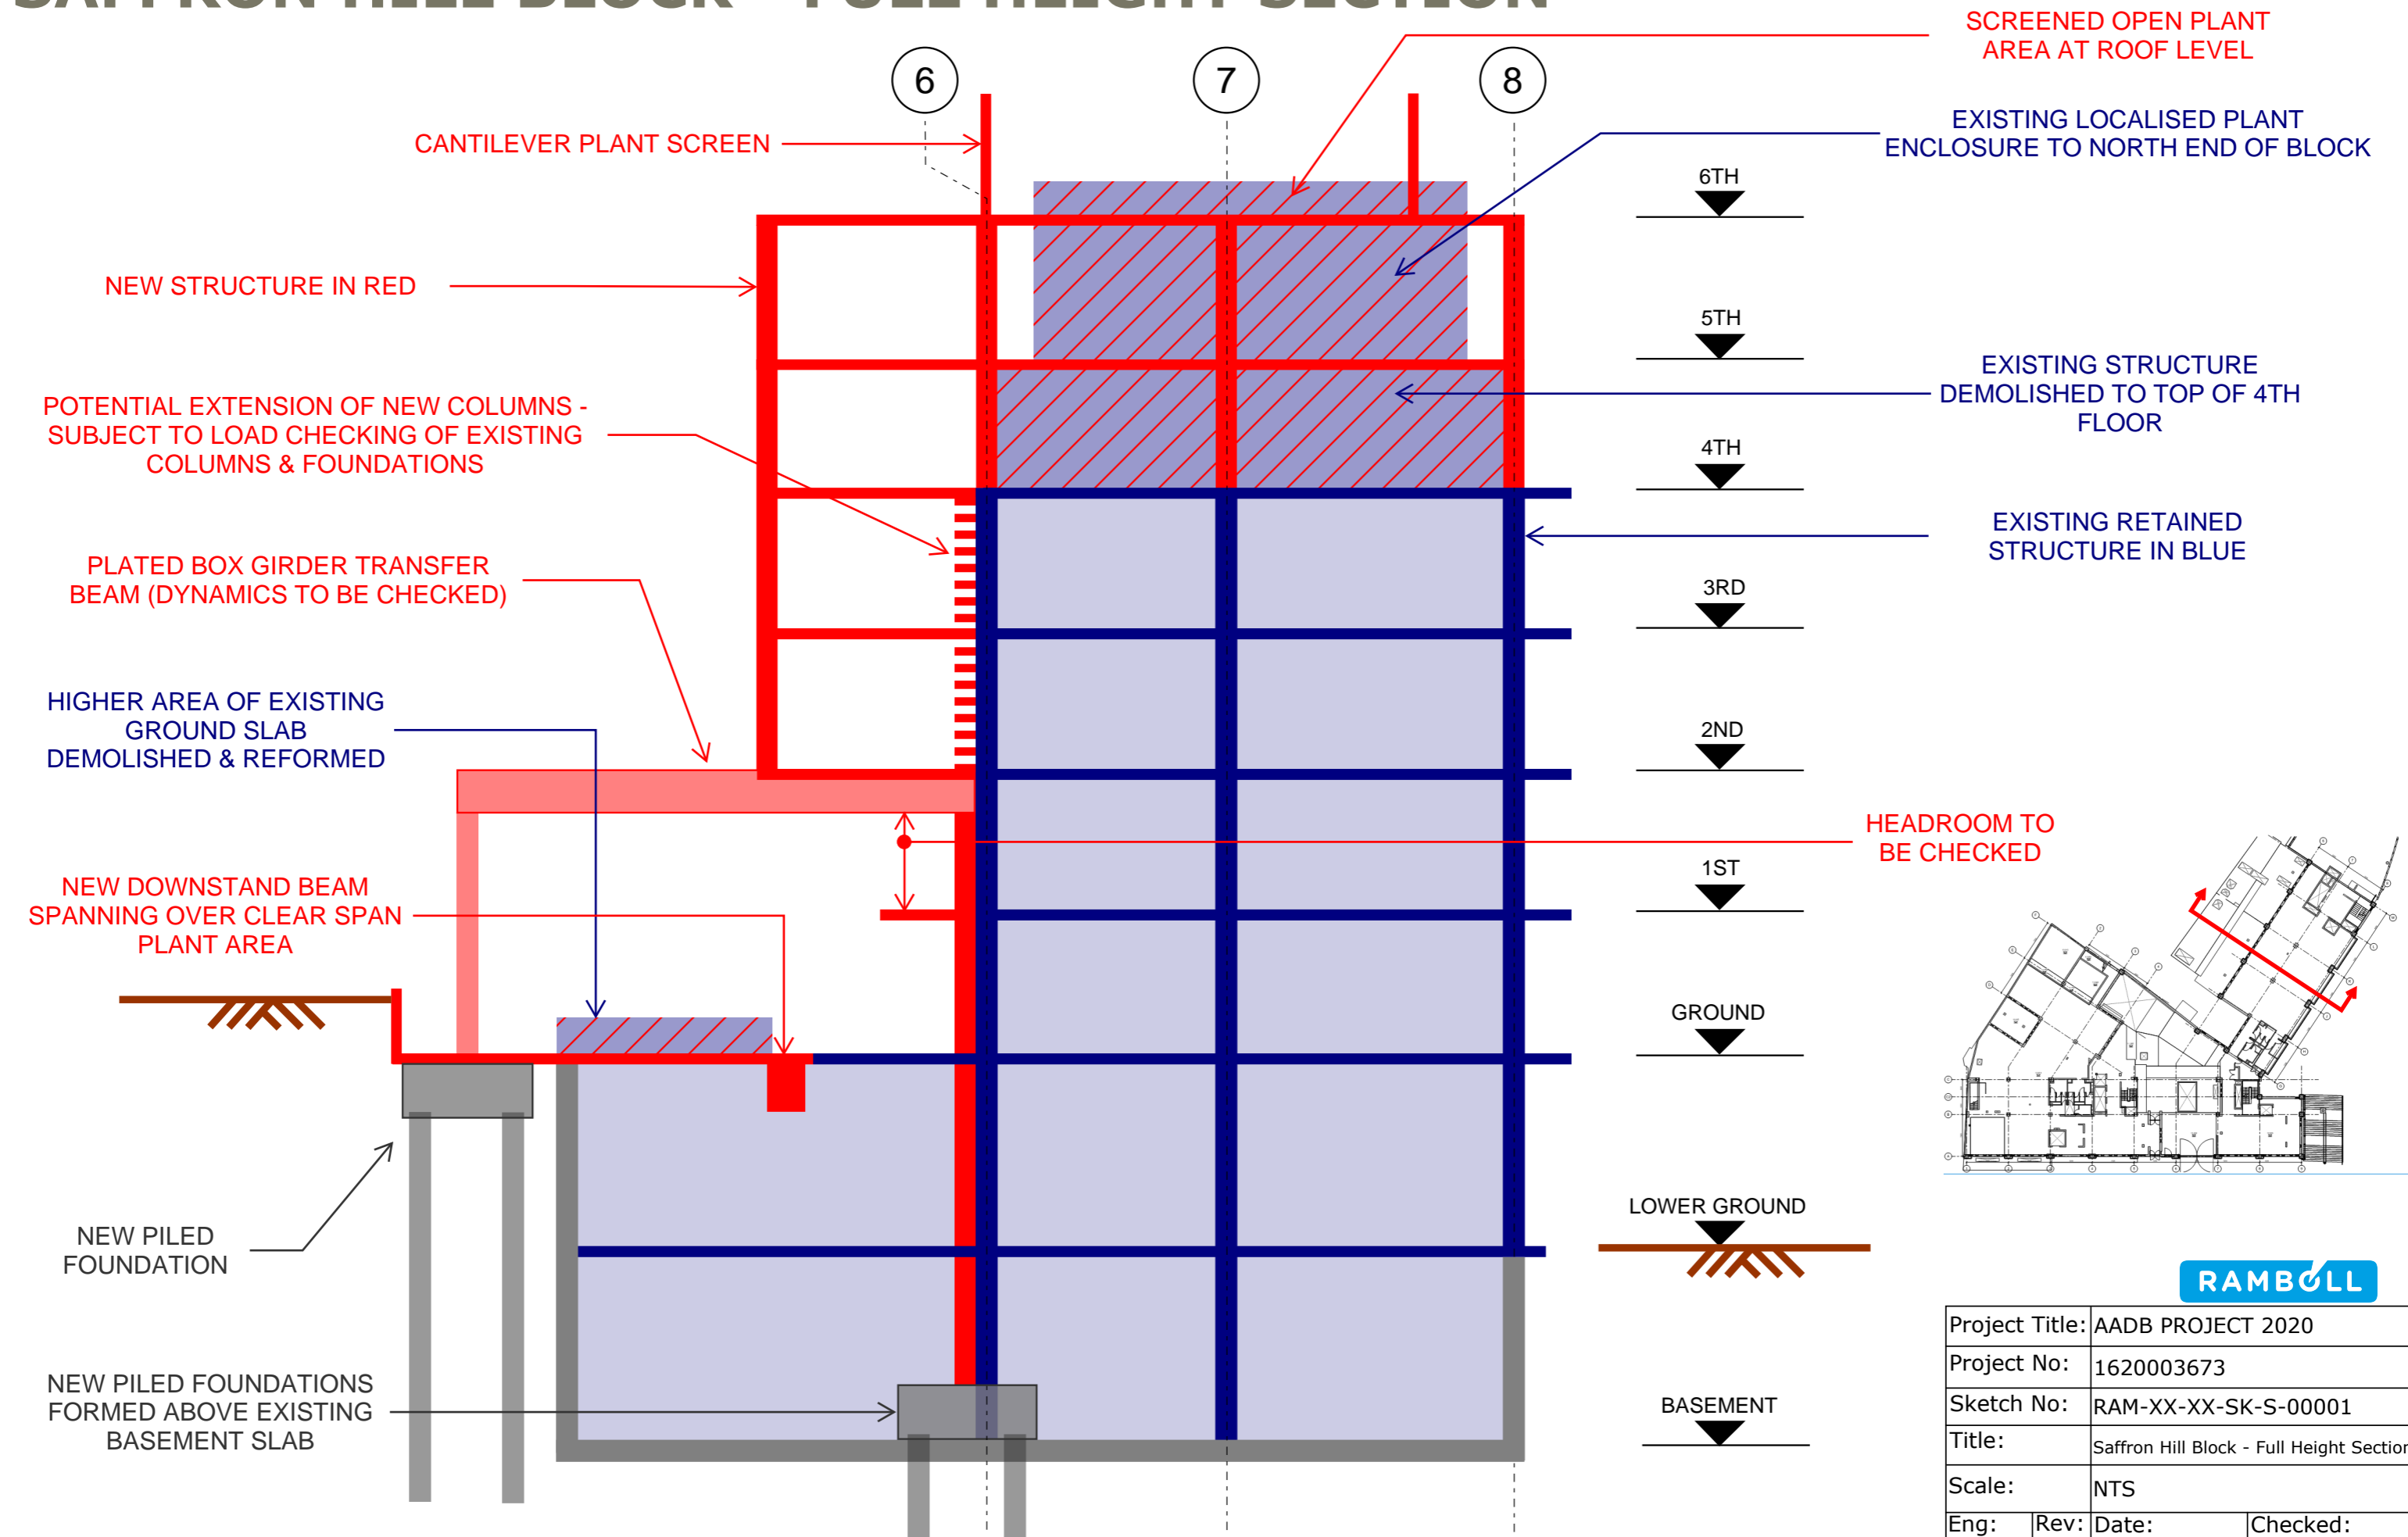 SAFFRON HILL BLOCK – FULL HEIGHT SECTION
6
7
8
SCREENED OPEN PLANT
AREA AT ROOF LEVEL
CANTILEVER PLANT SCREEN
EXISTING LOCALISED PLANT
ENCLOSURE TO NORTH END OF BLOCK
6TH
NEW STRUCTURE IN RED
5TH
EXISTING STRUCTURE
DEMOLISHED TO TOP OF 4TH
FLOOR
POTENTIAL EXTENSION OF NEW COLUMNS -
SUBJECT TO LOAD CHECKING OF EXISTING
COLUMNS & FOUNDATIONS
4TH
EXISTING RETAINED
STRUCTURE IN BLUE
PLATED BOX GIRDER TRANSFER
BEAM (DYNAMICS TO BE CHECKED)
3RD
HIGHER AREA OF EXISTING
GROUND SLAB
DEMOLISHED & REFORMED
2ND
HEADROOM TO
BE CHECKED
1ST
NEW DOWNSTAND BEAM
SPANNING OVER CLEAR SPAN
PLANT AREA
GROUND
LOWER GROUND
NEW PILED
FOUNDATION
NEW PILED FOUNDATIONS
FORMED ABOVE EXISTING
BASEMENT SLAB
BASEMENT
RAMBOLL
Project Title: AADB PROJECT 2020
Project No: 1620003673
Sketch No: RAM-XX-XX-SK-S-00001
Title: Saffron Hill Block - Full Height Section
Scale: NTS
Eng: Rev: Date: Checked: